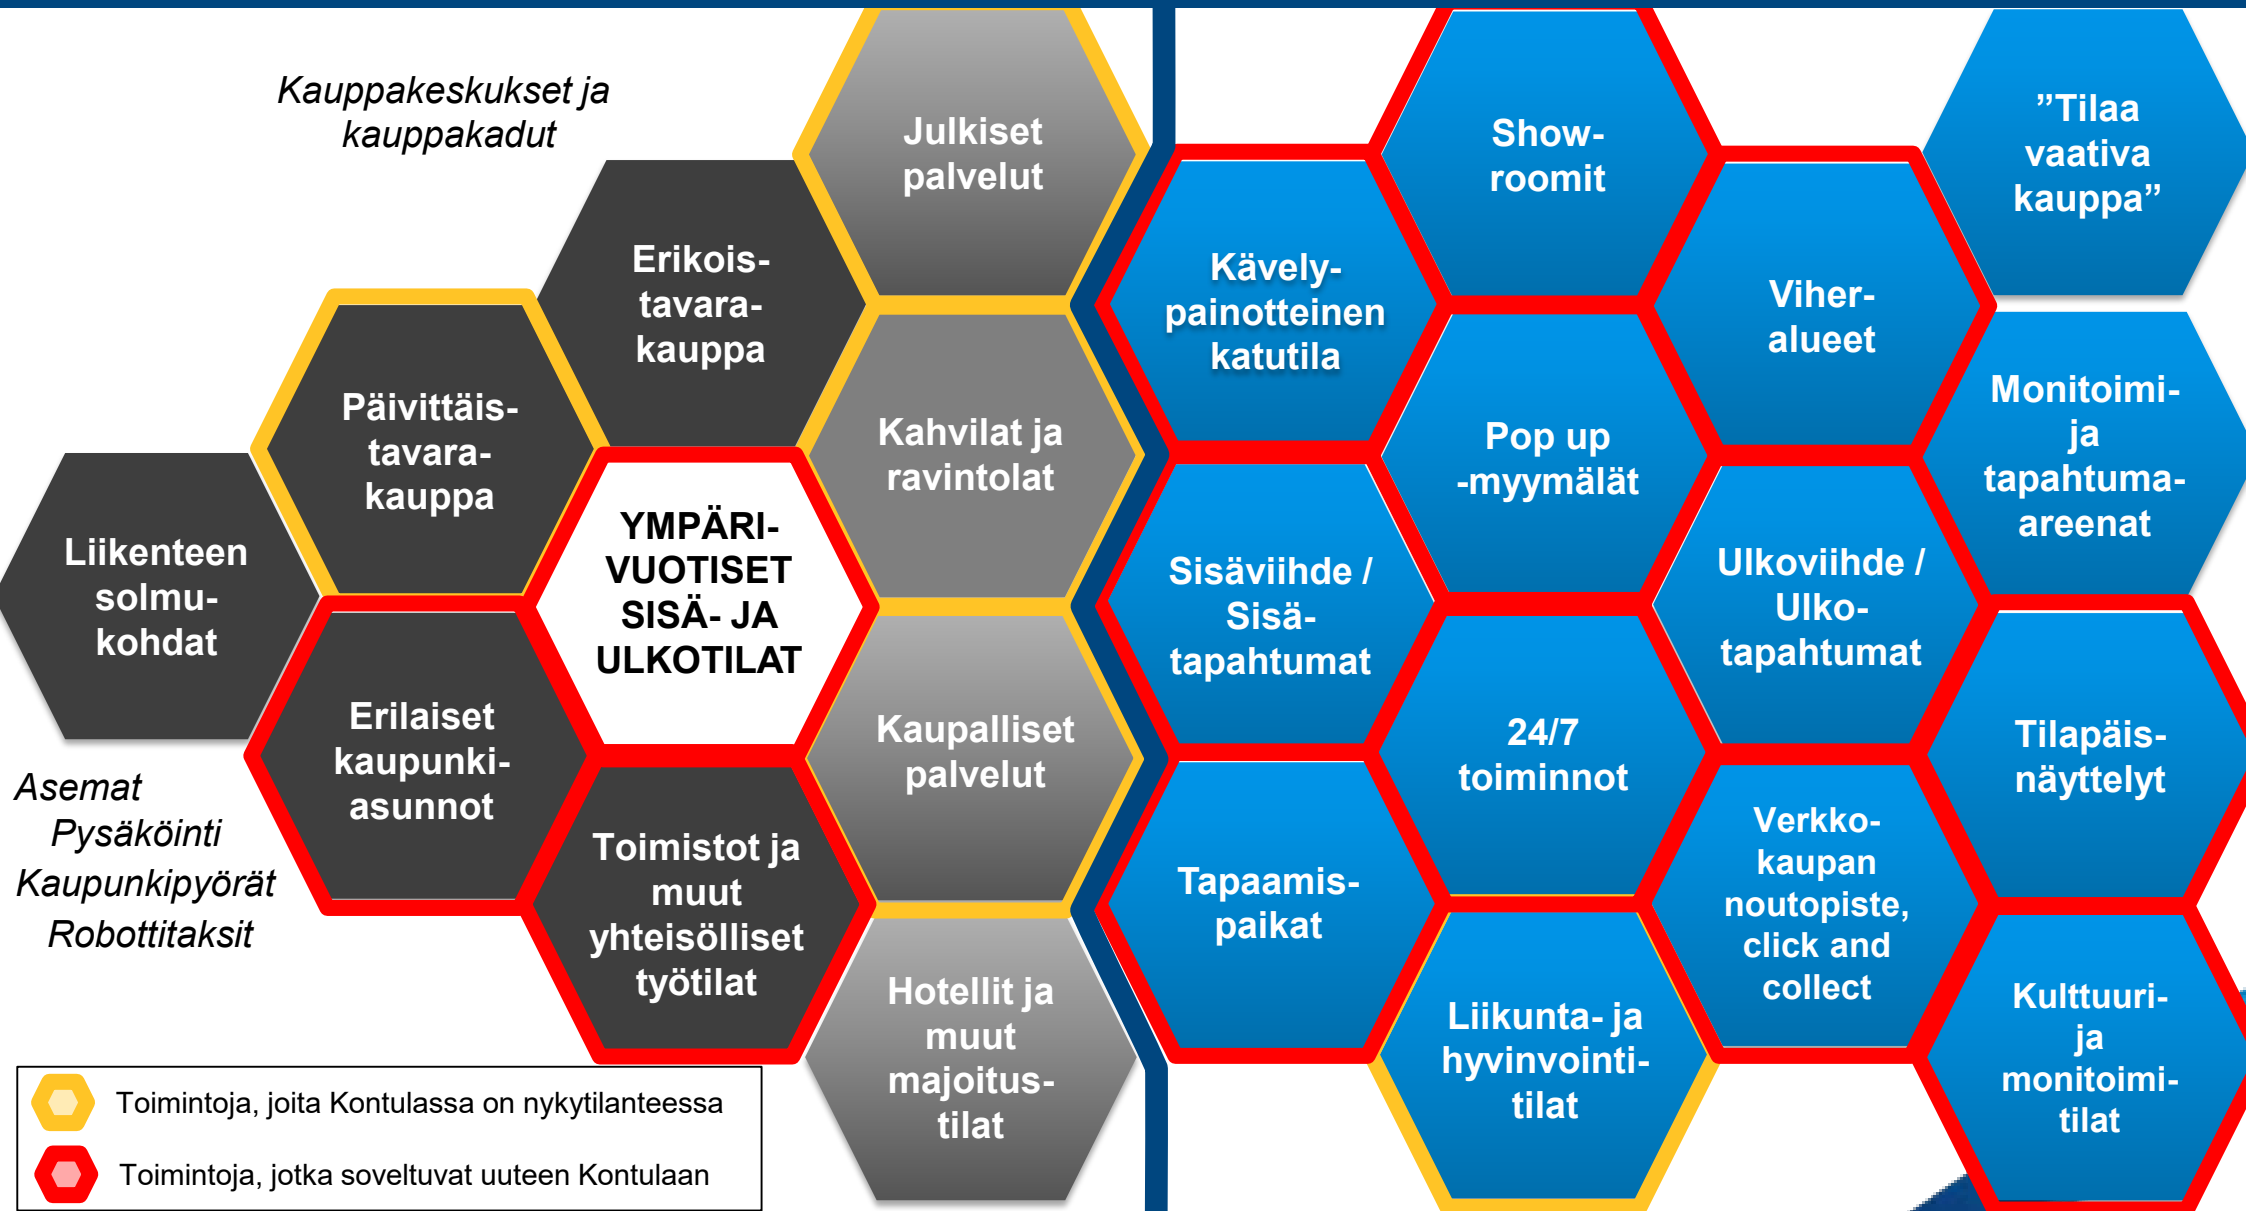 Kauppakeskukset ja
kauppakadut
Julkiset
palvelut
Show-
roomit
”Tilaa
vaativa
kauppa”
Erikois-
tavara-
kauppa
Kävely-
painotteinen
katutila
Viher-
alueet
Päivittäis-
tavara-
kauppa
Kahvilat ja
ravintolat
Pop up
-myymälät
Monitoimi-
ja
tapahtuma-
areenat
Liikenteen
solmu-
kohdat
YMPÄRI-
VUOTISET
SISÄ- JA
ULKOTILAT
Sisäviihde /
Sisä-
tapahtumat
Ulkoviihde /
Ulko-
tapahtumat
Erilaiset
kaupunki-
asunnot
Kaupalliset
palvelut
24/7
toiminnot
Tilapäis-
näyttelyt
Asemat
Pysäköinti
Kaupunkipyörät
Robottitaksit
Toimistot ja
muut
yhteisölliset
työtilat
Tapaamis-
paikat
Verkko-
kaupan
noutopiste,
click and
collect
Hotellit ja
muut
majoitus-
tilat
Liikunta- ja
hyvinvointi-
tilat
Kulttuuri-
ja
monitoimi-
tilat
Toimintoja, joita Kontulassa on nykytilanteessa
Toimintoja, jotka soveltuvat uuteen Kontulaan